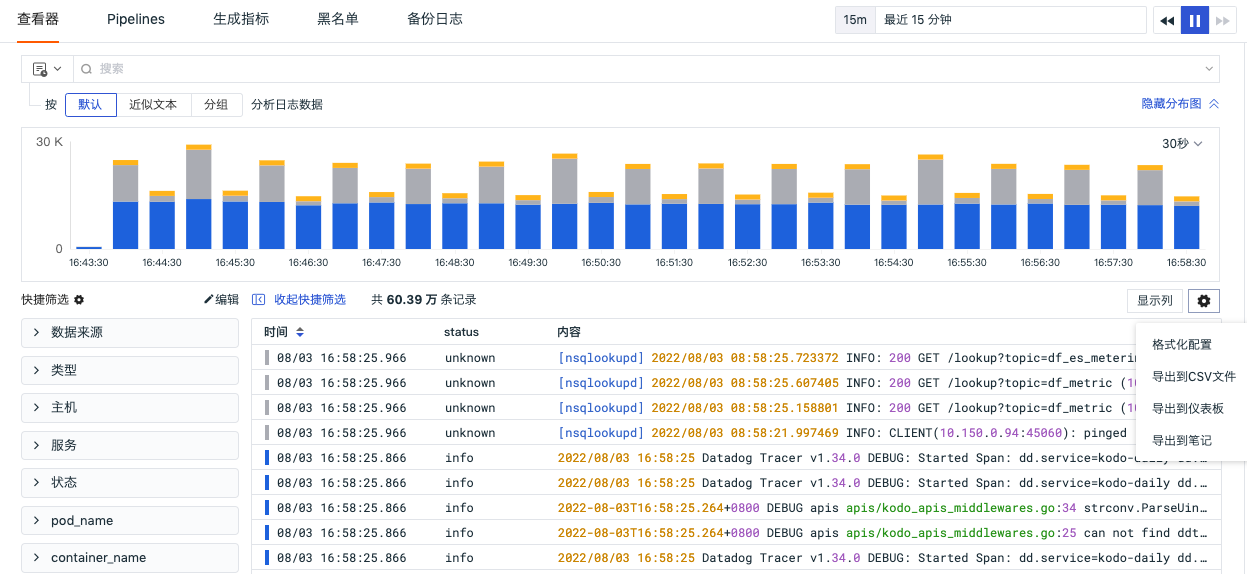 查看器 Pipelines 生成指标 黑名单 备份日志 15m 最近 15 分钟
搜索
按 默认 近似文本 分组 分析日志数据 隐藏分布图
30 K 30秒
0
16:43:30 16:44:30 16:45:30 16:46:30 16:47:30 16:48:30 16:49:30 16:50:30 16:51:30 16:52:30 16:53:30 16:54:30 16:55:30 16:56:30 16:57:30 16:58:30
快捷筛选 编辑 收起快捷筛选 共 60.39 万 条记录 显示列
数据来源
类型
主机
服务
状态
pod_name
container_name
时间 status 内容
08/03 16:58:25.966 unknown [nsqlookupd] 2022/08/03 08:58:25.723372 INFO: 200 GET /lookup?topic=df_es_meterin
08/03 16:58:25.966 unknown [nsqlookupd] 2022/08/03 08:58:25.607405 INFO: 200 GET /lookup?topic=df_metric (10
08/03 16:58:25.966 unknown [nsqlookupd] 2022/08/03 08:58:25.158801 INFO: 200 GET /lookup?topic=df_metric (10
08/03 16:58:25.966 unknown [nsqlookupd] 2022/08/03 08:58:21.997469 INFO: CLIENT(10.150.0.94:45060): pinged
08/03 16:58:25.866 info 2022/08/03 16:58:25 Datadog Tracer v1.34.0 DEBUG: Started Span: dd.service=kodo-daily dd.…
08/03 16:58:25.866 info 2022/08/03 16:58:25 Datadog Tracer v1.34.0 DEBUG: Started Span: dd.service=kodo-daily dd.…
08/03 16:58:25.866 info 2022-08-03T16:58:25.264+0800 DEBUG apis apis/kodo_apis_middlewares.go:34 strconv.ParseUin…
08/03 16:58:25.866 info 2022-08-03T16:58:25.264+0800 DEBUG apis apis/kodo_apis_middlewares.go:25 can not find ddt…
08/03 16:58:25.866 info 2022/08/03 16:58:25 Datadog Tracer v1.34.0 DEBUG: Started Span: dd.service=kodo-daily dd.…
格式化配置
导出到CSV文件
导出到仪表板
导出到笔记